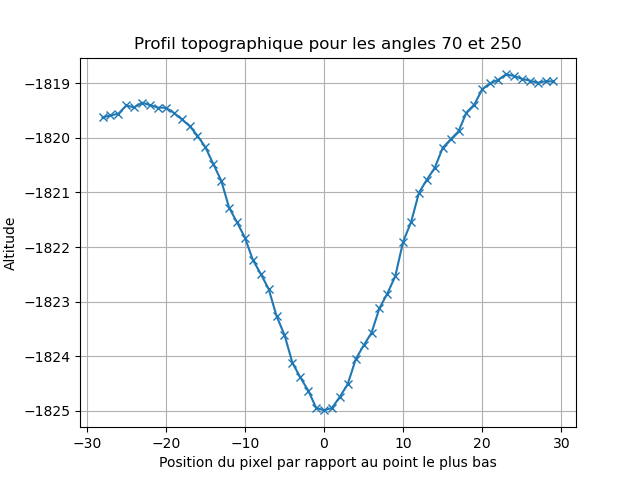 Profil topographique pour les angles 70 et 250
Altitude
−1819
−1820
−1821
−1822
−1823
−1824
−1825
−30 −20 −10 0 10 20 30
Position du pixel par rapport au point le plus bas